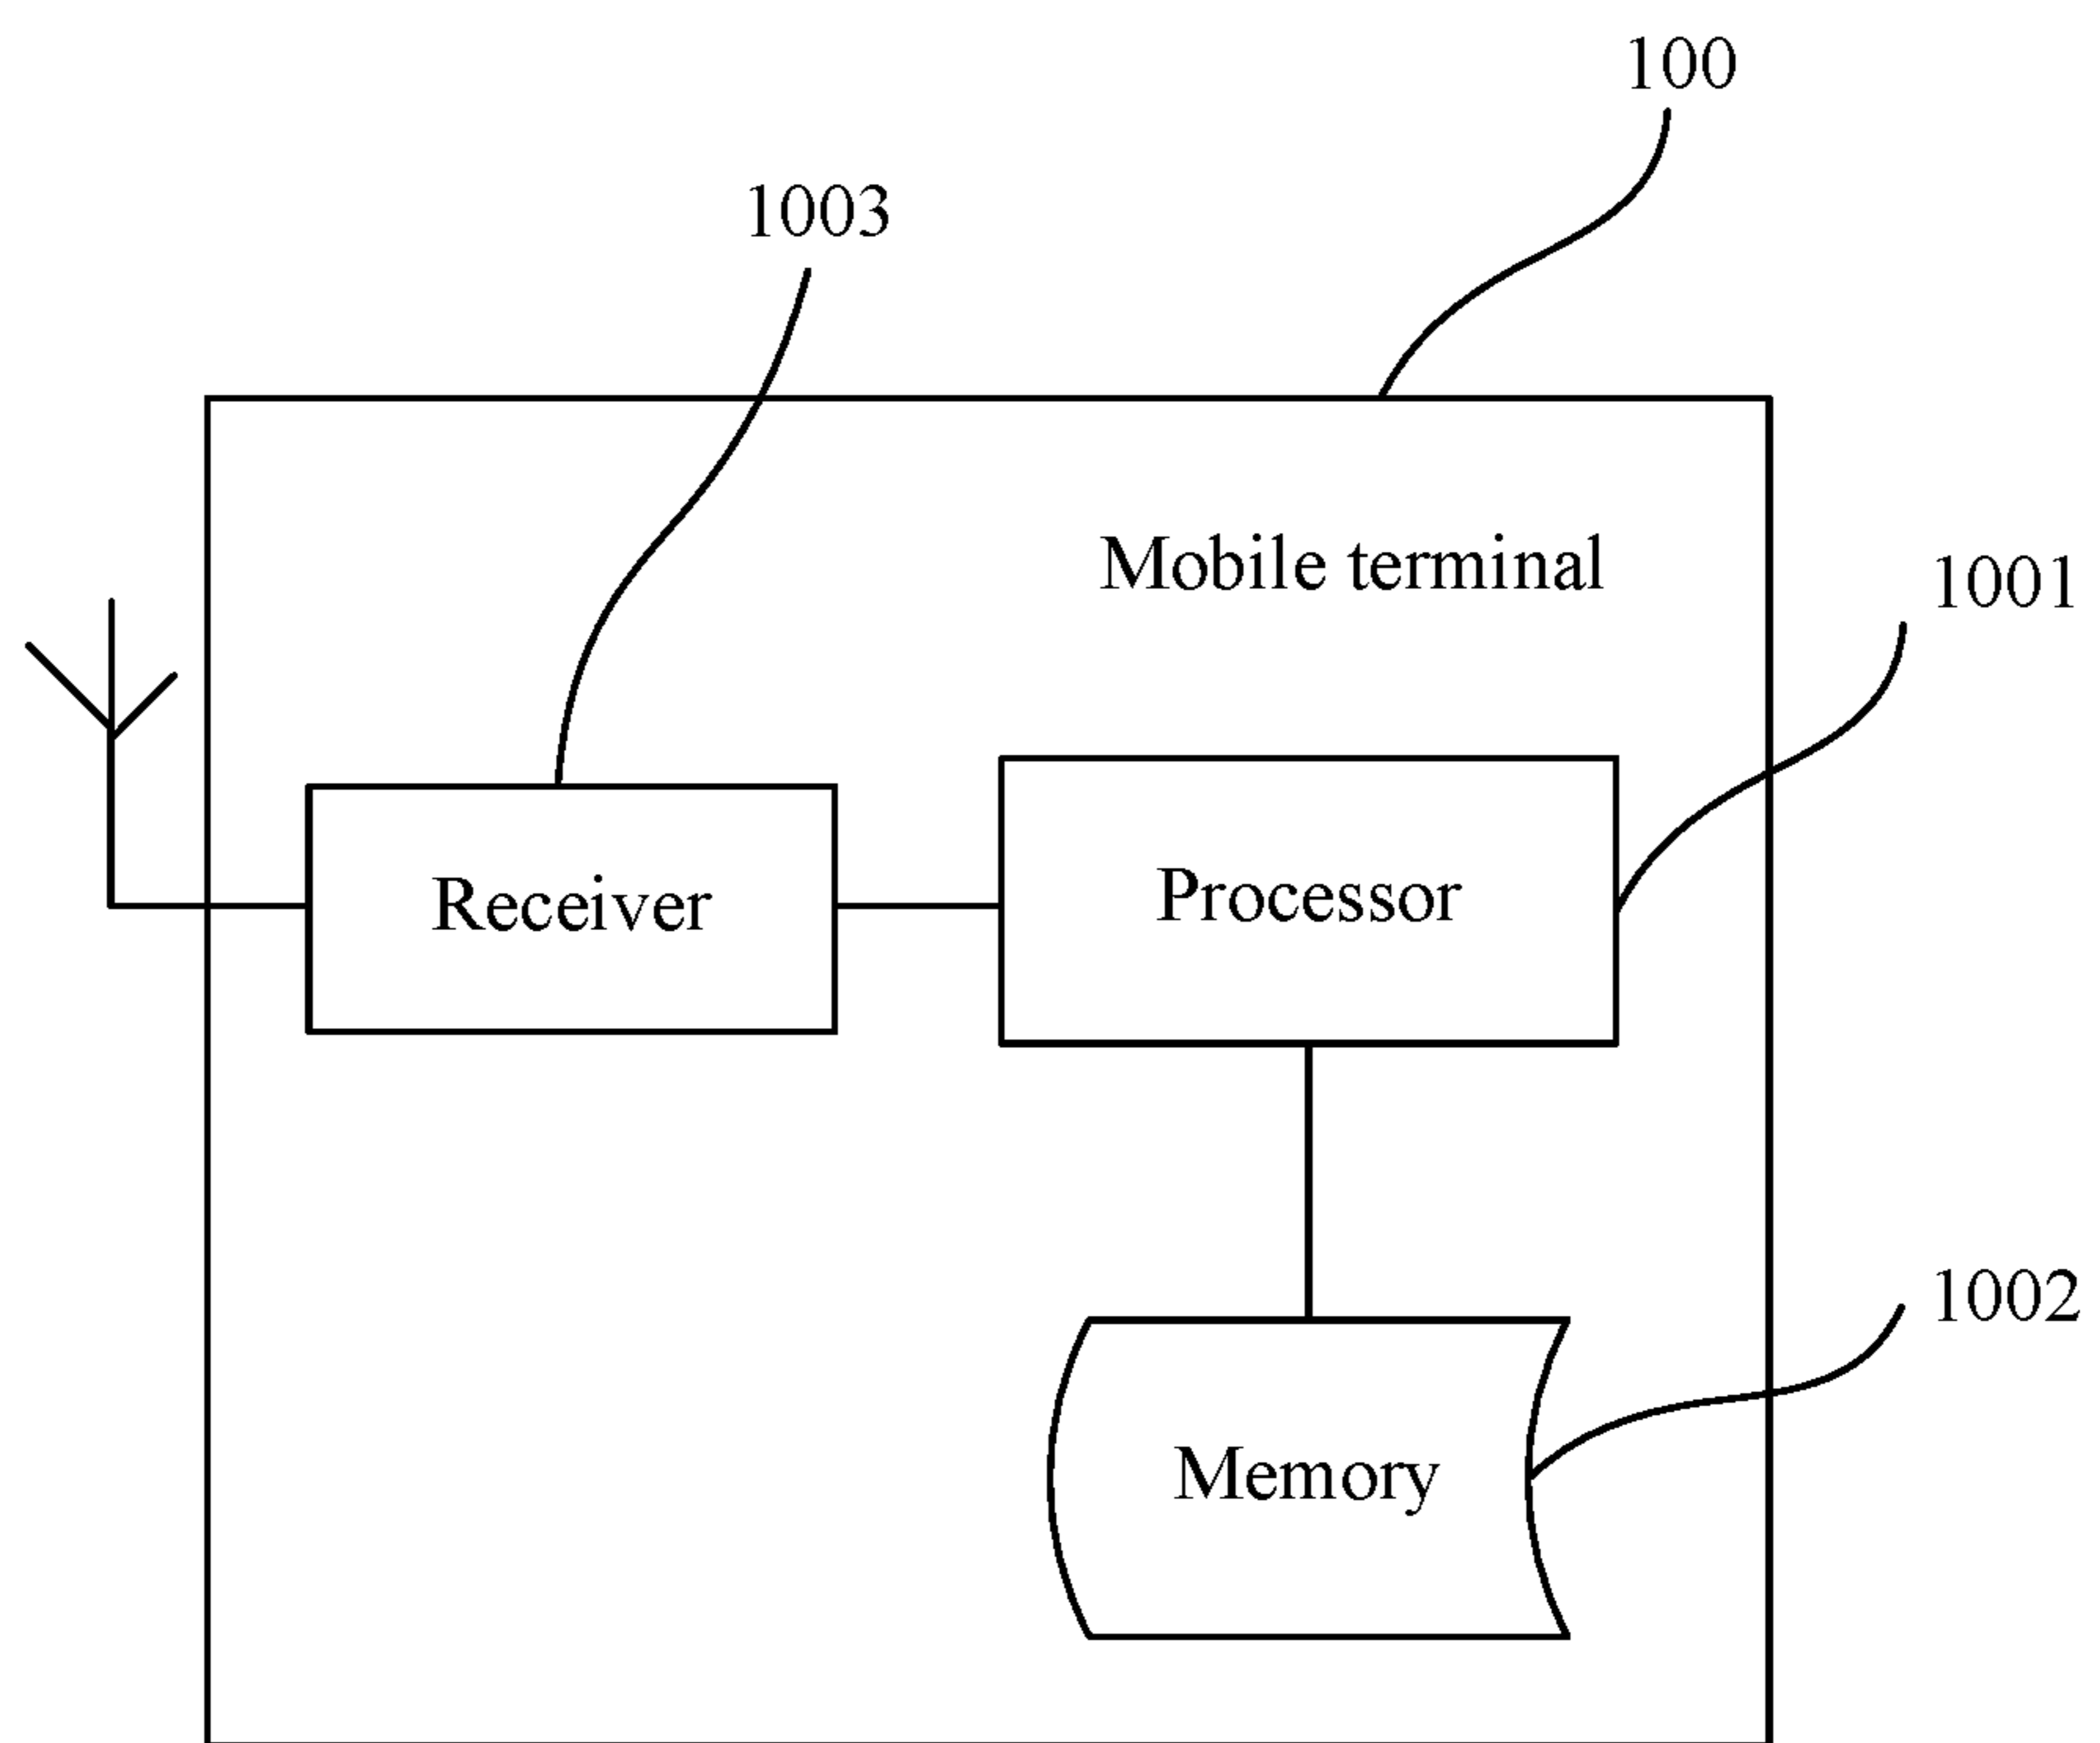 100
1003
Mobile terminal
1001
Receiver
Processor
1002
Memory